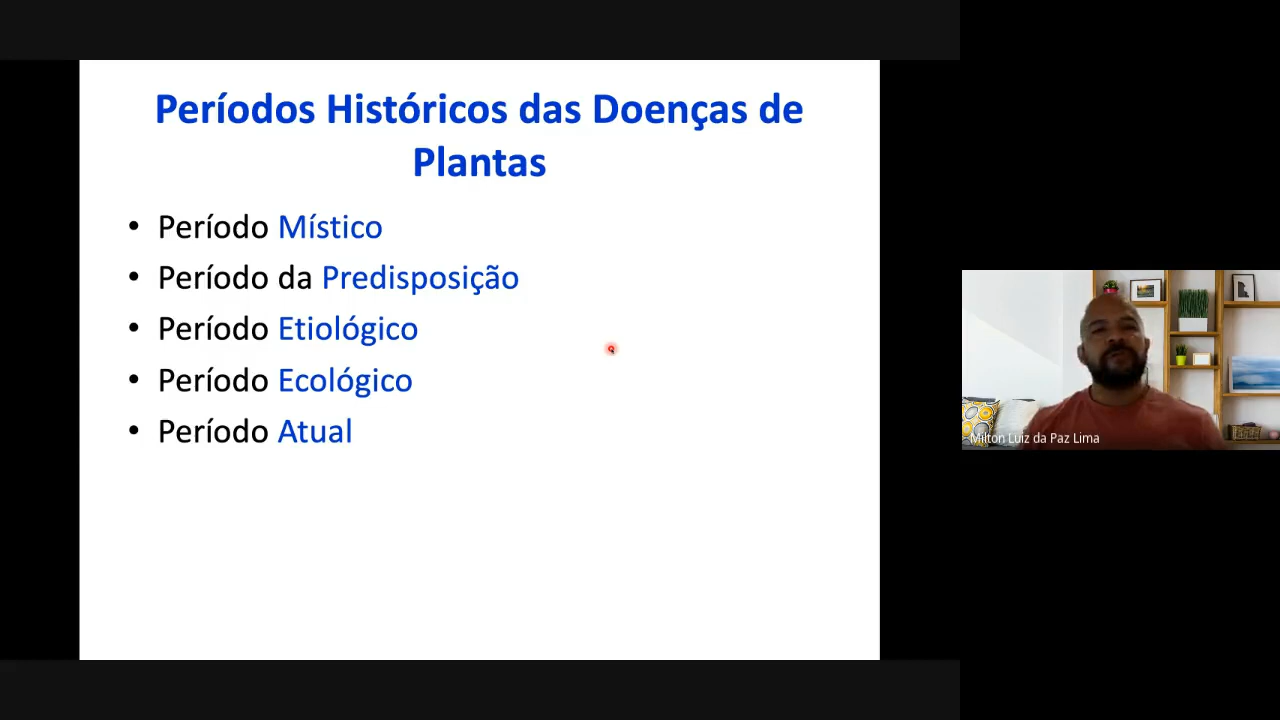 Períodos Históricos das Doenças de
Plantas
• Período Místico
• Período da Predisposição
• Período Etiológico
• Período Ecológico
• Período Atual
Milton Luiz da Paz Lima